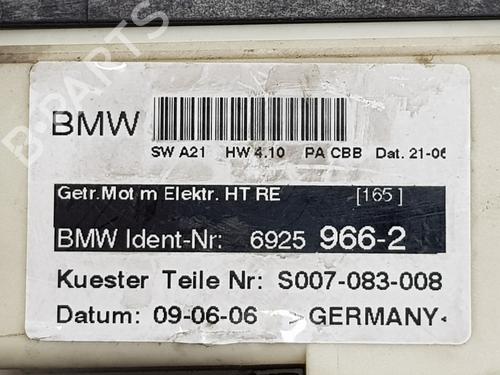 BMW
SW A21 HW 4.10 PA CBB Dat. 21-06
Getr.Mot m Elektr. HT RE [165]
BMW Ident-Nr: 6925 966-2
Kuester Teile Nr: S007-083-008
Datum: 09-06-06 >GERMANY<
B-PARTS